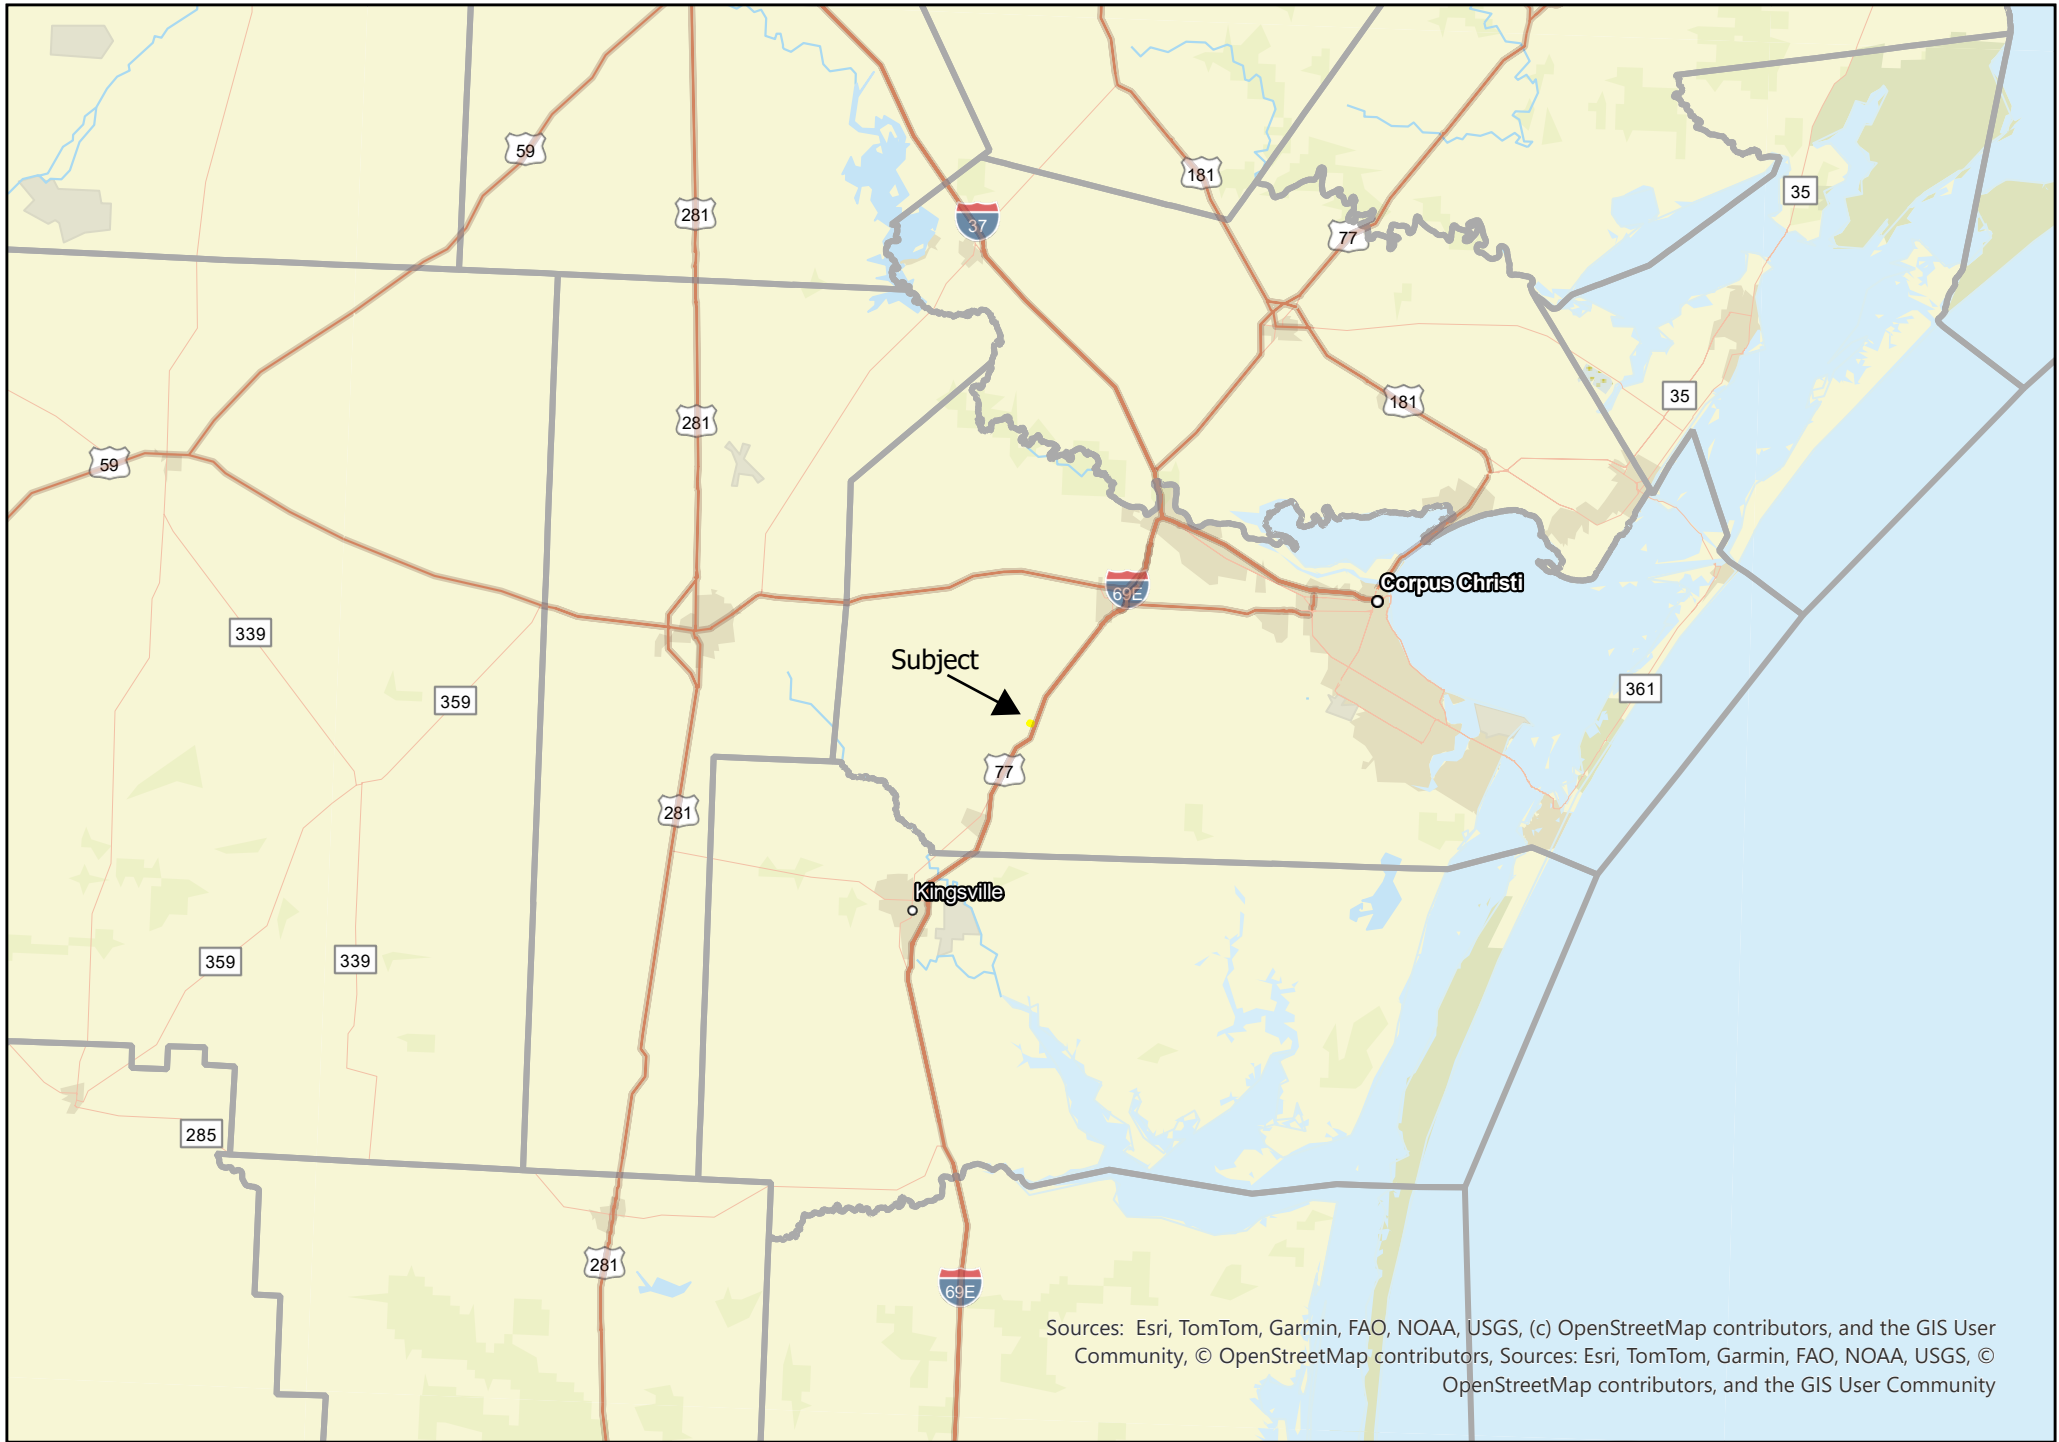 59
281
37
181
77
35
35
281
181
59
69E
Corpus Christi
339
Subject
361
359
77
281
Kingsville
359
339
285
281
69E
Sources: Esri, TomTom, Garmin, FAO, NOAA, USGS, (c) OpenStreetMap contributors, and the GIS User
Community, © OpenStreetMap contributors, Sources: Esri, TomTom, Garmin, FAO, NOAA, USGS, ©
OpenStreetMap contributors, and the GIS User Community